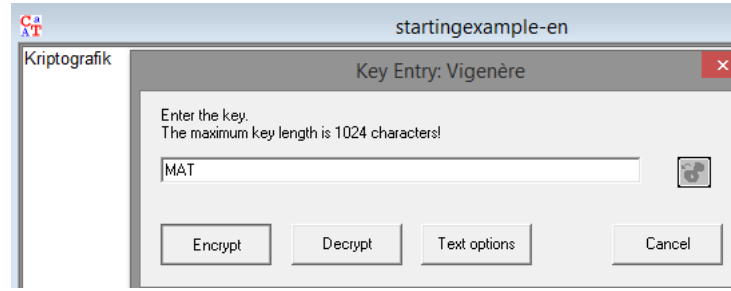 startingexample-en
Kriptografik
Key Entry: Vigenère
Enter the key.
The maximum key length is 1024 characters!
MAT
Encrypt Decrypt Text options Cancel